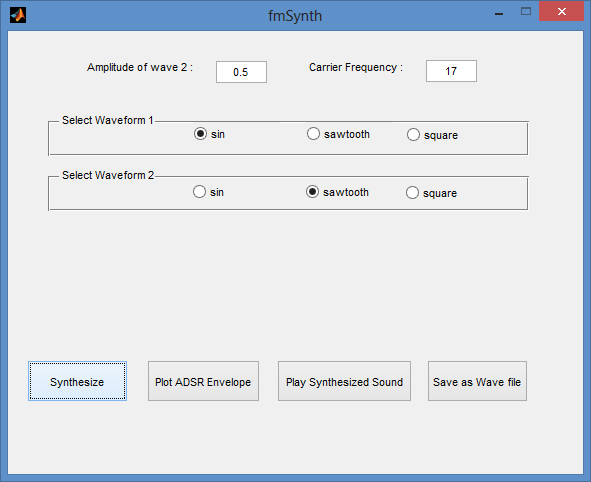 fmSynth
Amplitude of wave 2 : 0.5 Carrier Frequency : 17
Select Waveform 1
sin sawtooth square
Select Waveform 2
sin sawtooth square
Synthesize Plot ADSR Envelope Play Synthesized Sound Save as Wave file